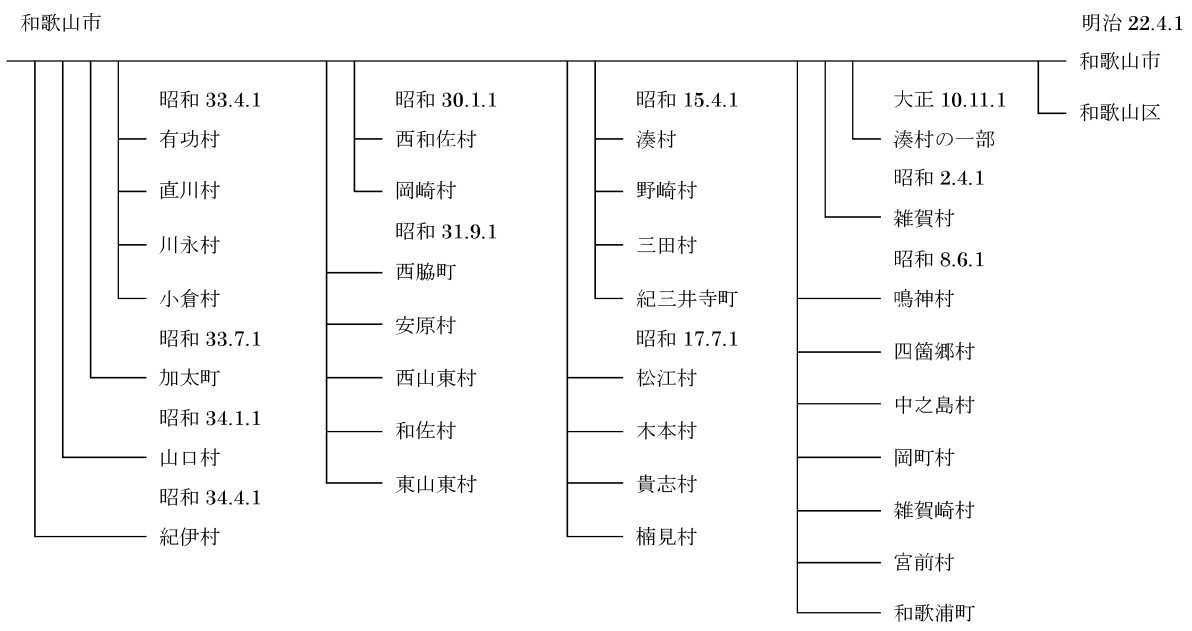 和歌山市
昭和 33.4.1
有功村
直川村
川永村
小倉村
昭和 33.7.1
加太町
昭和 34.1.1
山口村
昭和 34.4.1
紀伊村
昭和 30.1.1
西和佐村
岡崎村
昭和 31.9.1
西脇町
安原村
西山東村
和佐村
東山東村
昭和 15.4.1
湊村
野崎村
三田村
紀三井寺町
昭和 17.7.1
松江村
木本村
貴志村
楠見村
大正 10.11.1
湊村の一部
昭和 2.4.1
雑賀村
昭和 8.6.1
鳴神村
四箇郷村
中之島村
岡町村
雑賀崎村
宮前村
和歌浦町
明治 22.4.1
和歌山市
和歌山区